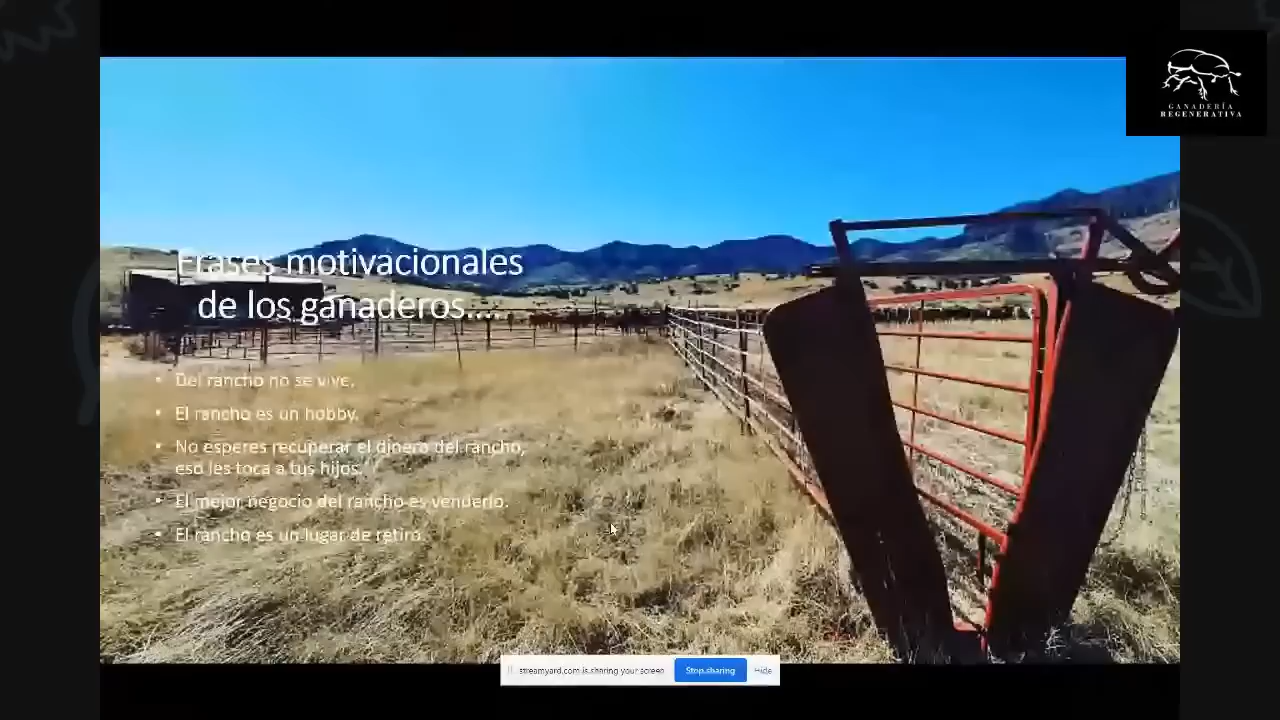 GANADERÍA
REGENERATIVA
Frases motivacionales
de los ganaderos....
• Del rancho no se vive.
• El rancho es un hobby.
• No esperes recuperar el dinero del rancho,
eso les toca a tus hijos.
• El mejor negocio del rancho es venderlo.
• El rancho es un lugar de retiro.
streamyard.com is sharing your screen
Stop sharing
Hide